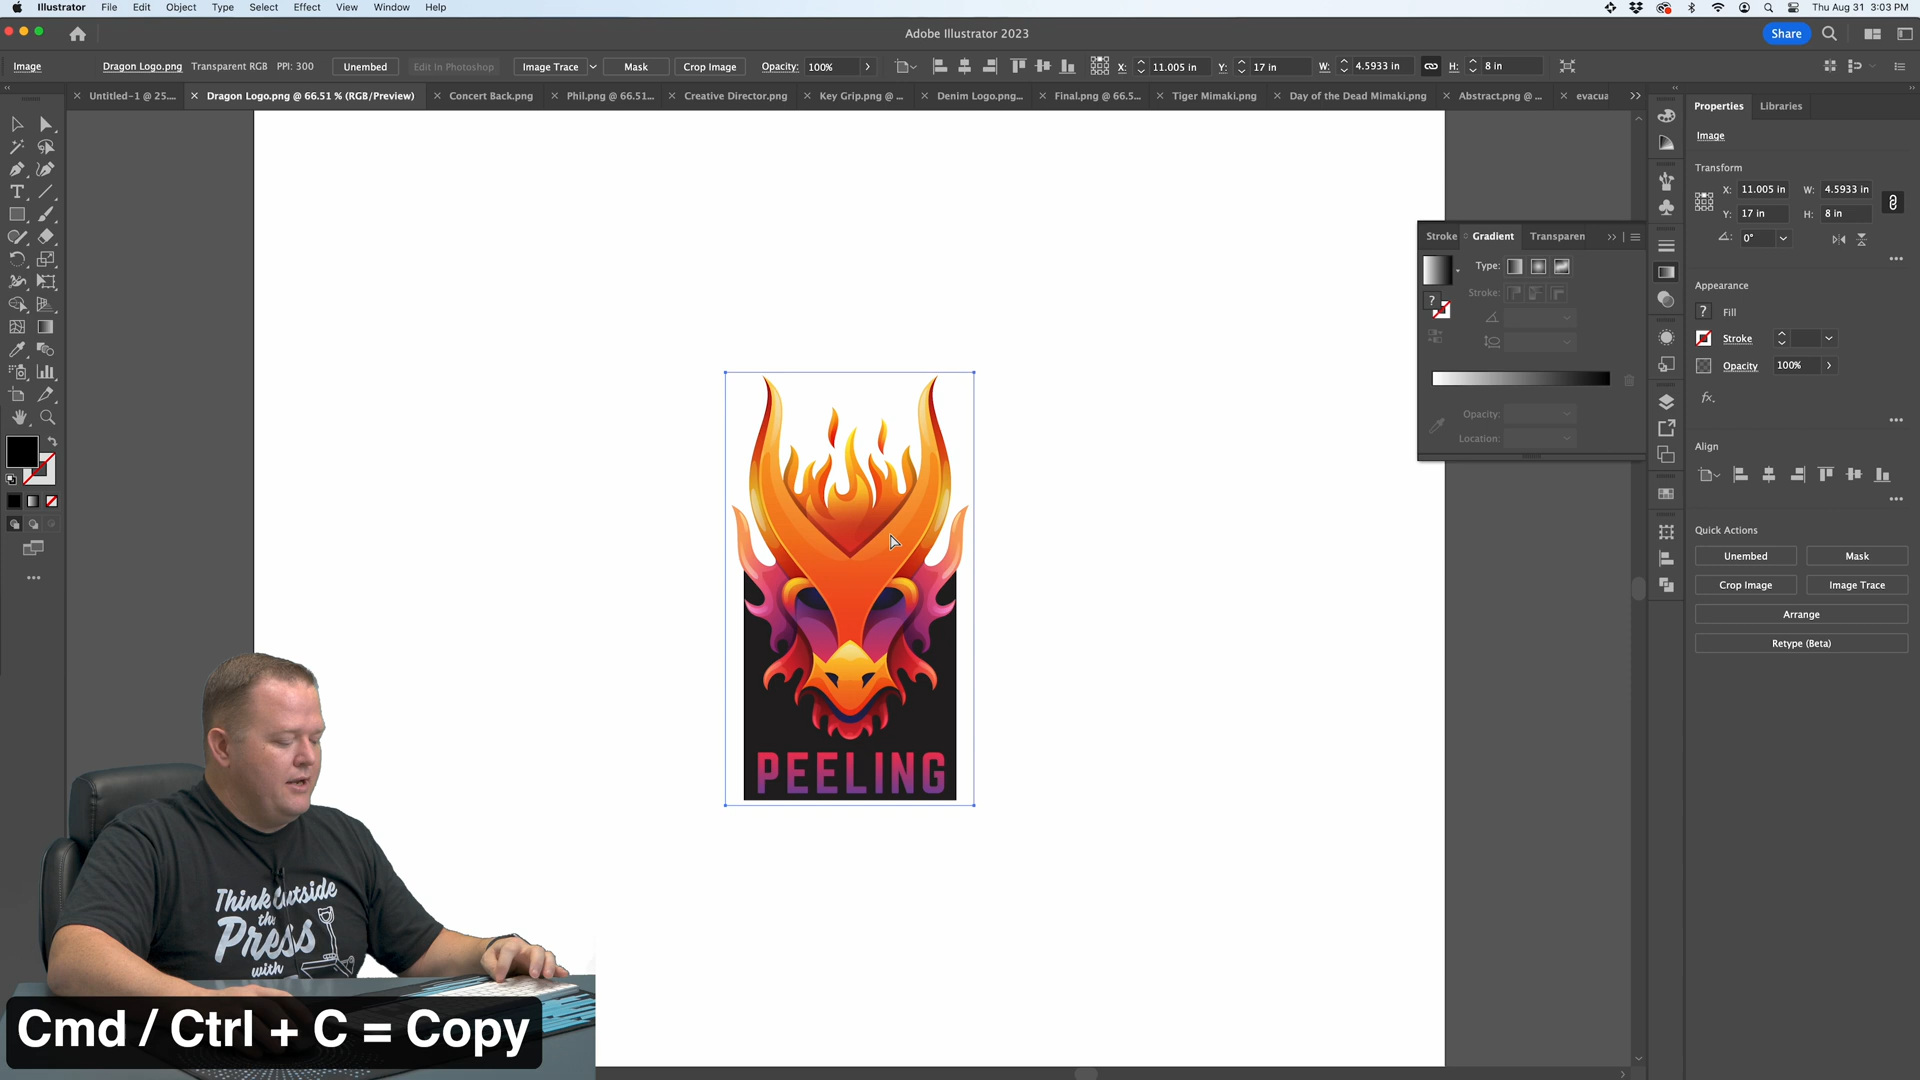 Illustrator File Edit Object Type Select Effect View Window Help
Thu Aug 31 3:03 PM
Adobe Illustrator 2023
Share
Image Dragon Logo.png Transparent RGB PPI: 300 Unembed Edit In Photoshop Image Trace Mask Crop Image Opacity: 100% X: 11.005 in Y: 17 in W: 4.5933 in H: 8 in
Untitled-1 @ 25.... Dragon Logo.png @ 66.51 % (RGB/Preview) Concert Back.png Phil.png @ 66.51... Creative Director.png Key Grip.png @ ... Denim Logo.png... Final.png @ 66.5... Tiger Mimaki.png Day of the Dead Mimaki.png Abstract.png @ ... evacua
Properties Libraries
Image
Transform
X: 11.005 in W: 4.5933 in
Y: 17 in H: 8 in
0°
Appearance
? Fill
Stroke
Opacity 100%
fx.
Align
Quick Actions
Unembed Mask
Crop Image Image Trace
Arrange
Retype (Beta)
Stroke Gradient Transparen
Type:
?
Stroke:
Opacity:
Location:
PEELING
Think Outside
the
Press
with
Cmd / Ctrl + C = Copy